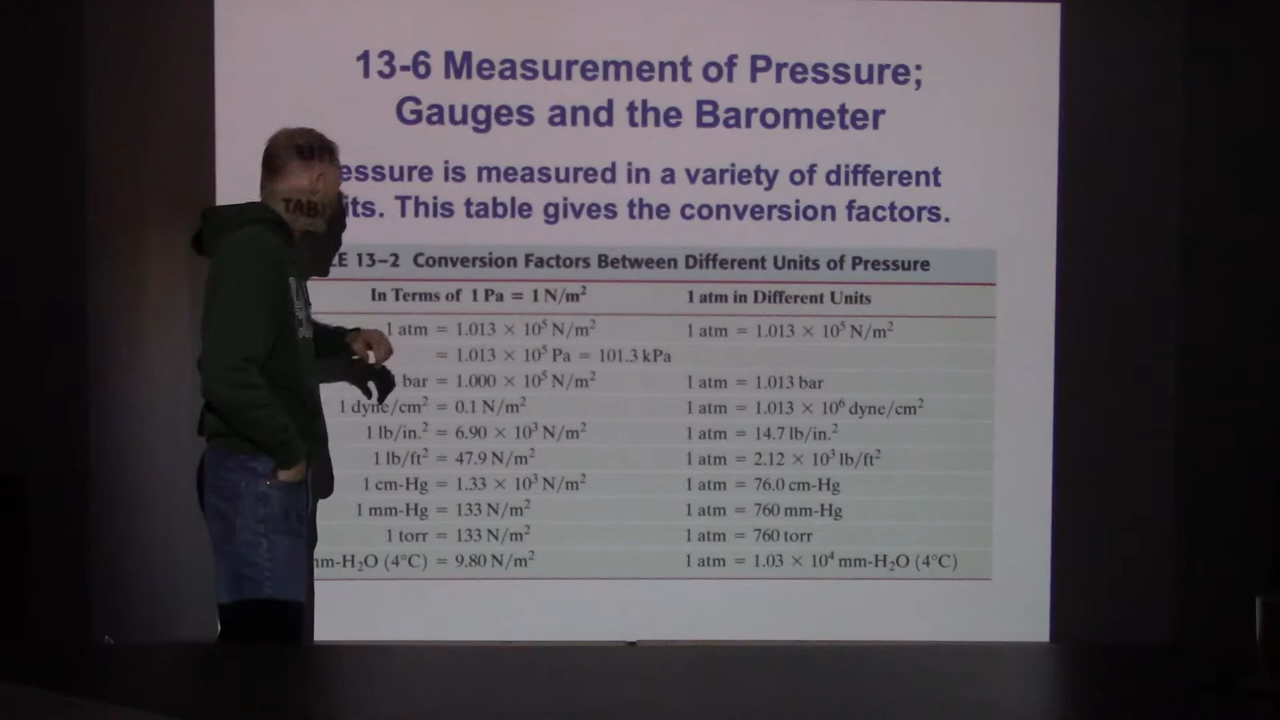 13-6 Measurement of Pressure;
Gauges and the Barometer
essure is measured in a variety of different
its. This table gives the conversion factors.
TABL
E 13–2 Conversion Factors Between Different Units of Pressure
In Terms of 1 Pa = 1 N/m² 1 atm in Different Units
1 atm = 1.013 × 10⁵ N/m² 1 atm = 1.013 × 10⁵ N/m²
= 1.013 × 10⁵ Pa = 101.3 kPa
bar = 1.000 × 10⁵ N/m² 1 atm = 1.013 bar
1 dyne/cm² = 0.1 N/m² 1 atm = 1.013 × 10⁶ dyne/cm²
1 lb/in.² = 6.90 × 10³ N/m² 1 atm = 14.7 lb/in.²
1 lb/ft² = 47.9 N/m² 1 atm = 2.12 × 10³ lb/ft²
1 cm-Hg = 1.33 × 10³ N/m² 1 atm = 76.0 cm-Hg
1 mm-Hg = 133 N/m² 1 atm = 760 mm-Hg
1 torr = 133 N/m² 1 atm = 760 torr
mm-H₂O (4°C) = 9.80 N/m² 1 atm = 1.03 × 10⁴ mm-H₂O (4°C)